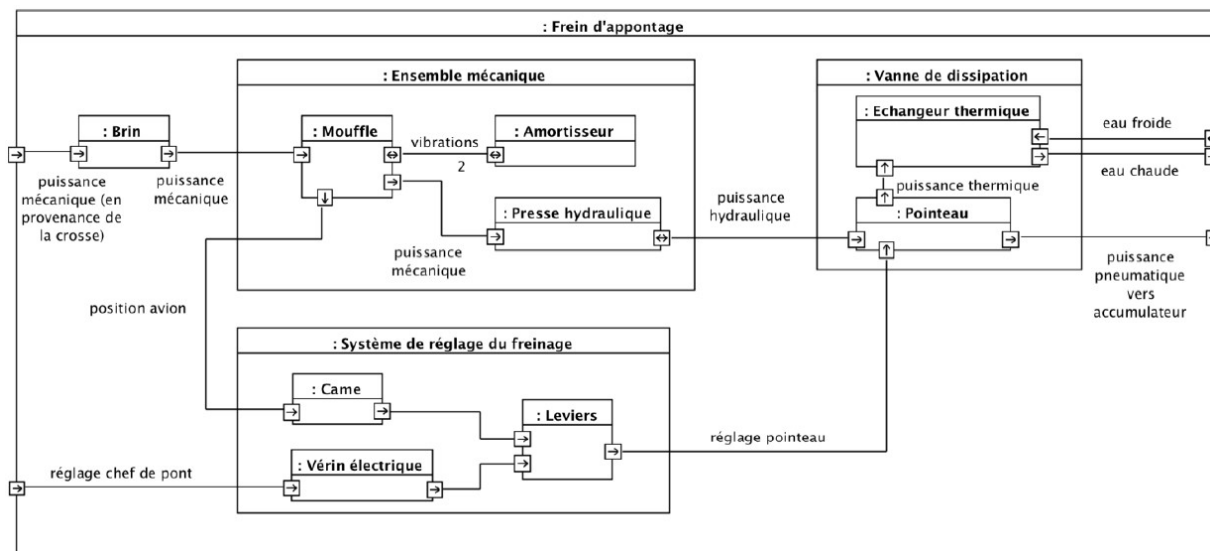 : Frein d'appontage
: Ensemble mécanique
: Vanne de dissipation
: Brin
: Mouffle
vibrations
2
: Amortisseur
: Echangeur thermique
eau froide
eau chaude
puissance
mécanique (en
provenance de
la crosse)
puissance
mécanique
: Presse hydraulique
puissance
mécanique
puissance
hydraulique
puissance thermique
: Pointeau
puissance
pneumatique
vers
accumulateur
position avion
: Système de réglage du freinage
: Came
: Leviers
réglage pointeau
: Vérin électrique
réglage chef de pont